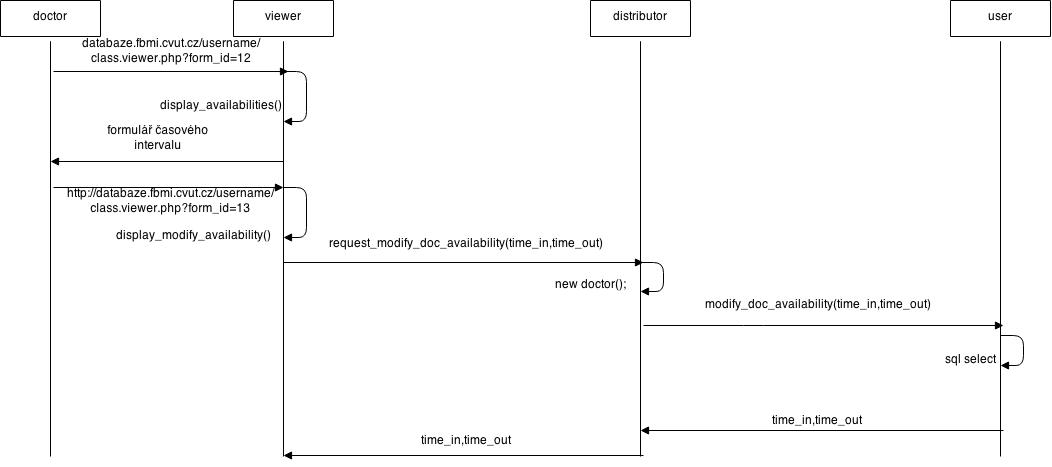 doctor
viewer
distributor
user
databaze.fbmi.cvut.cz/username/
class.viewer.php?form_id=12
display_availabilities()
formulář časového
intervalu
http://databaze.fbmi.cvut.cz/username/
class.viewer.php?form_id=13
display_modify_availability()
request_modify_doc_availability(time_in,time_out)
new doctor();
modify_doc_availability(time_in,time_out)
sql select
time_in,time_out
time_in,time_out